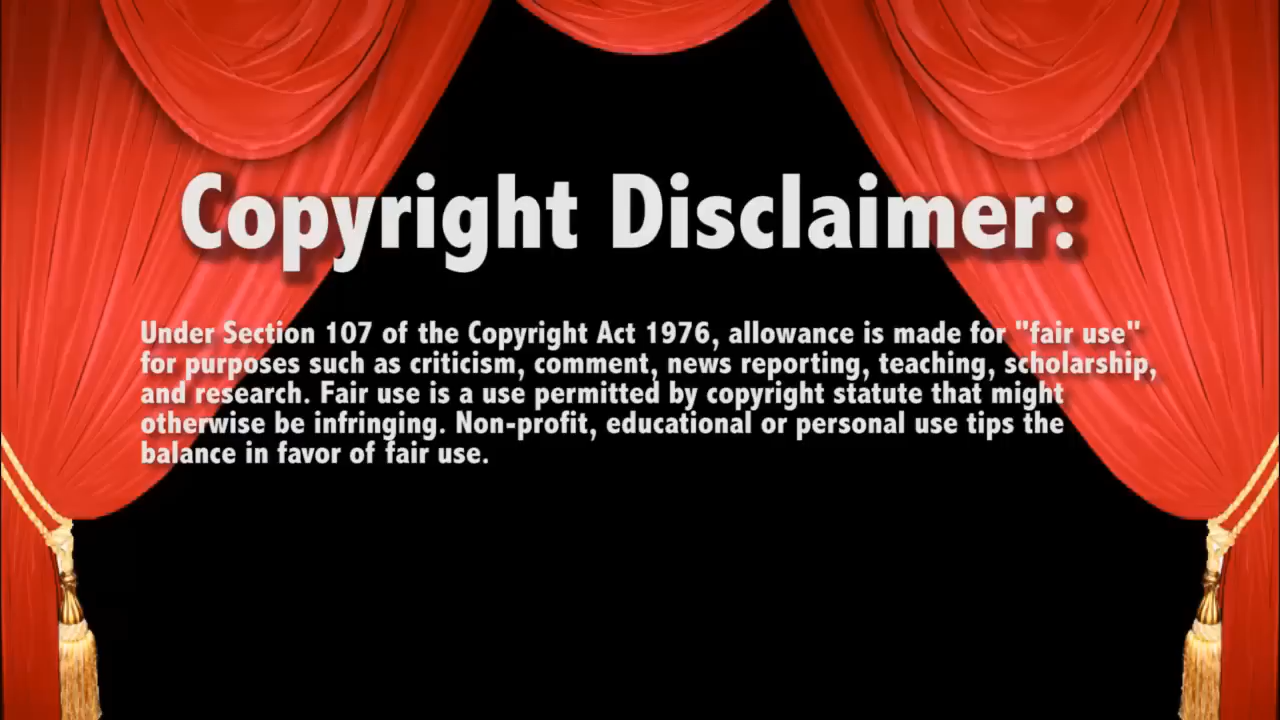 Copyright Disclaimer:
Under Section 107 of the Copyright Act 1976, allowance is made for "fair use"
for purposes such as criticism, comment, news reporting, teaching, scholarship,
and research. Fair use is a use permitted by copyright statute that might
otherwise be infringing. Non-profit, educational or personal use tips the
balance in favor of fair use.